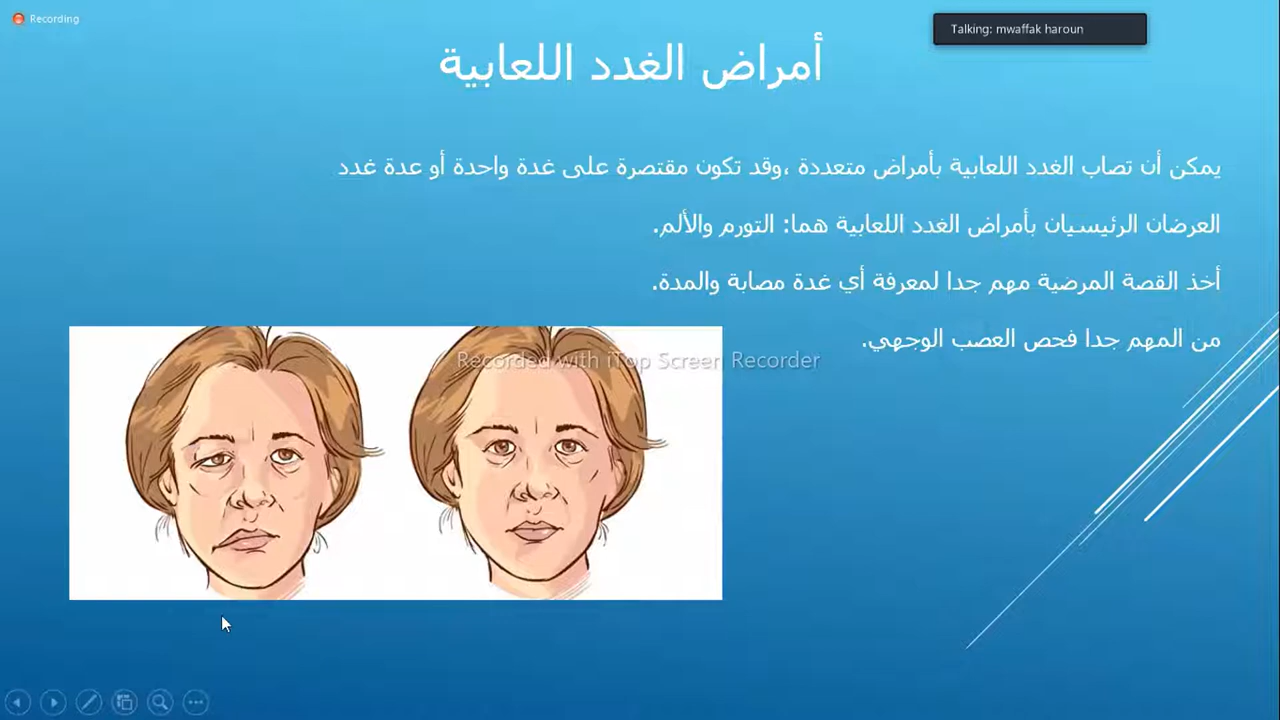 Recording
Talking: mwaffak haroun
أمراض الغدد اللعابية
يمكن أن تصاب الغدد اللعابية بأمراض متعددة ،وقد تكون مقتصرة على غدة واحدة أو عدة غدد
العرضان الرئيسيان بأمراض الغدد اللعابية هما: التورم والألم.
أخذ القصة المرضية مهم جدا لمعرفة أي غدة مصابة والمدة.
من المهم جدا فحص العصب الوجهي.
Recorded with iTop Screen Recorder